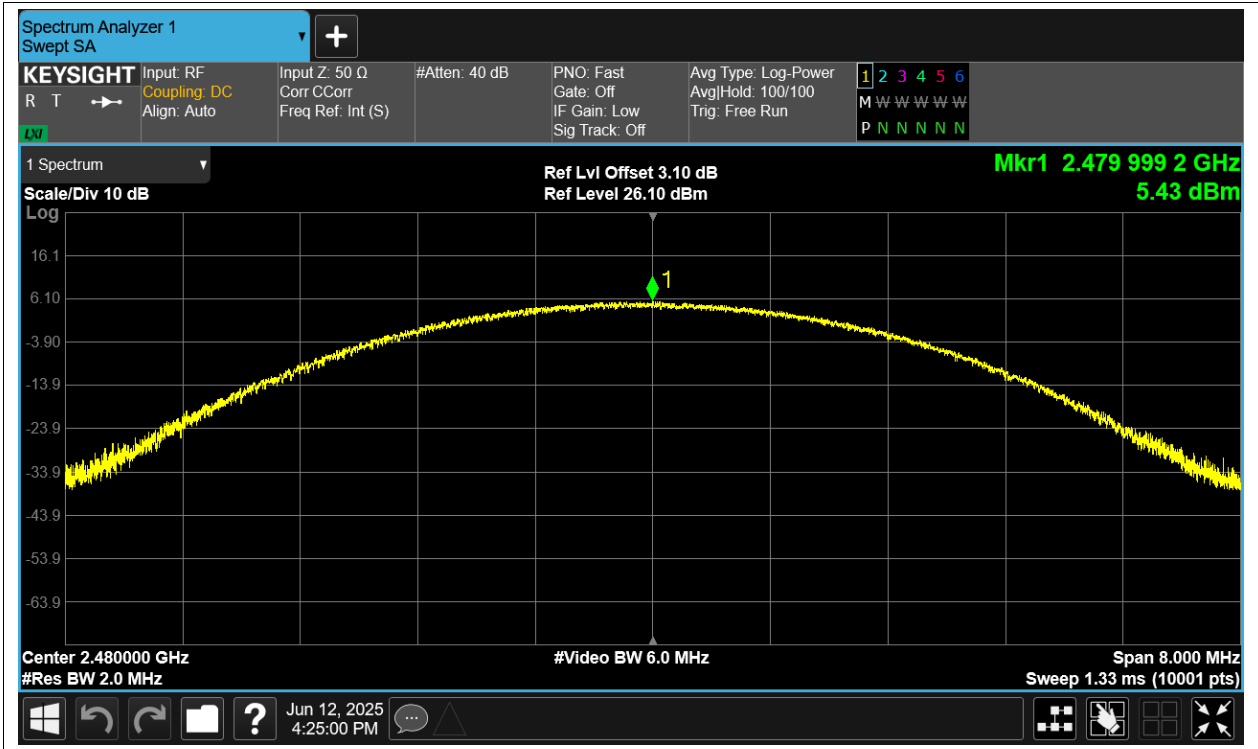 Spectrum Analyzer 1
Swept SA
KEYSIGHT
R T
LXI
Input: RF
Coupling: DC
Align: Auto
Input Z: 50 Ω
Corr CCorr
Freq Ref: Int (S)
#Atten: 40 dB
PNO: Fast
Gate: Off
IF Gain: Low
Sig Track: Off
Avg Type: Log-Power
Avg|Hold: 100/100
Trig: Free Run
1 2 3 4 5 6
M W W W W W
P N N N N N
1 Spectrum
Scale/Div 10 dB
Log
Ref Lvl Offset 3.10 dB
Ref Level 26.10 dBm
Mkr1 2.479 999 2 GHz
5.43 dBm
1
16.1
6.10
-3.90
-13.9
-23.9
-33.9
-43.9
-53.9
-63.9
Center 2.480000 GHz
#Video BW 6.0 MHz
Span 8.000 MHz
#Res BW 2.0 MHz
Sweep 1.33 ms (10001 pts)
?
Jun 12, 2025
4:25:00 PM